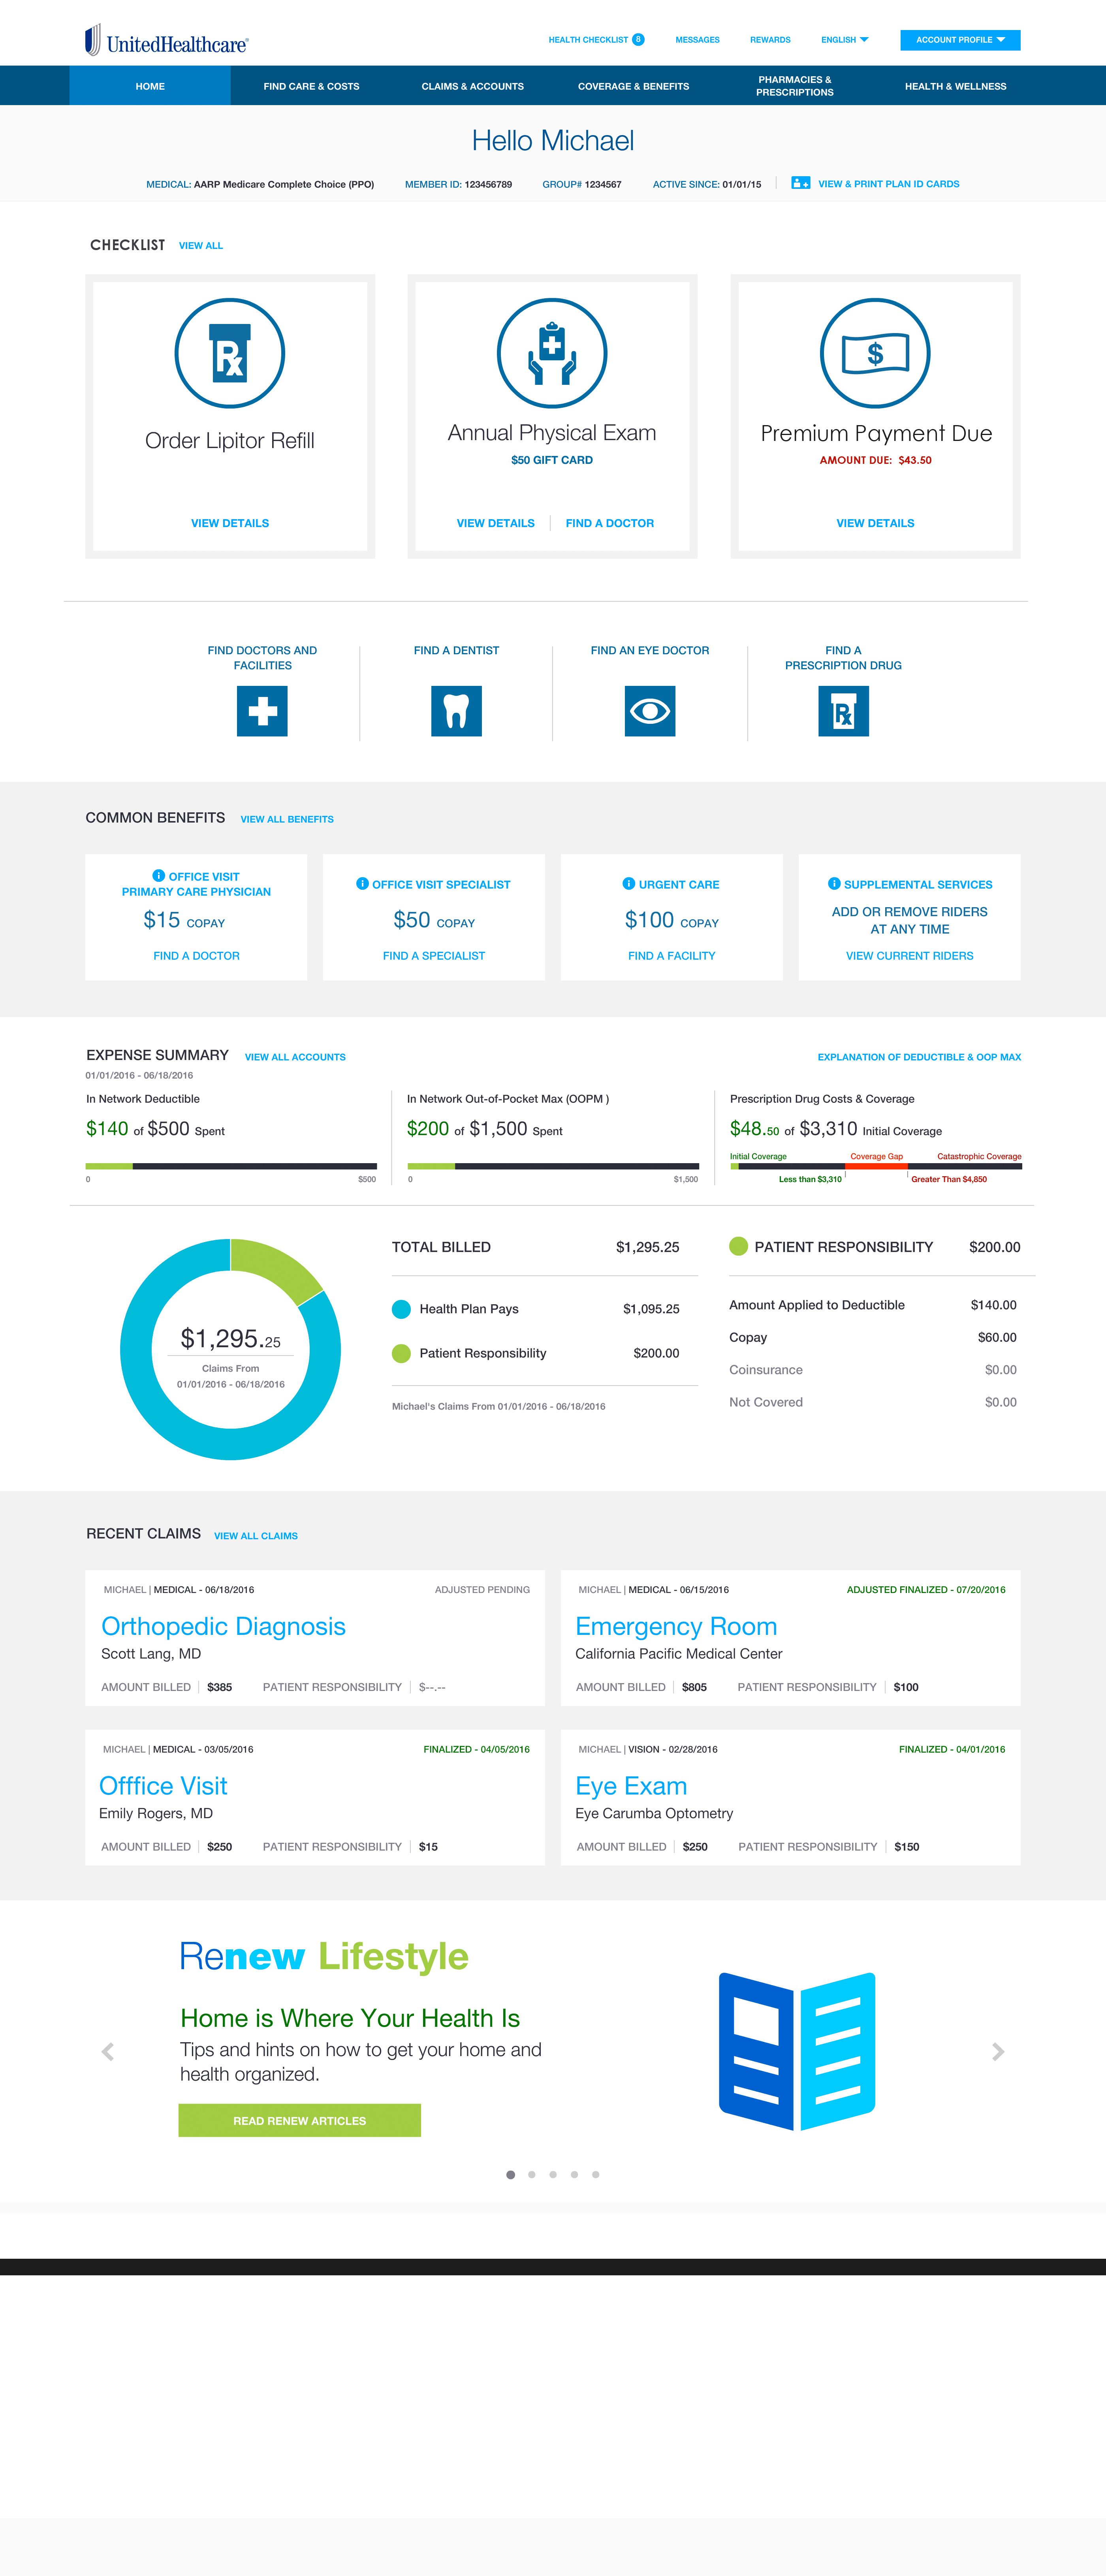 UnitedHealthcare®
HEALTH CHECKLIST 8 MESSAGES REWARDS ENGLISH ACCOUNT PROFILE
HOME FIND CARE & COSTS CLAIMS & ACCOUNTS COVERAGE & BENEFITS PHARMACIES & PRESCRIPTIONS HEALTH & WELLNESS
Hello Michael
MEDICAL: AARP Medicare Complete Choice (PPO) MEMBER ID: 123456789 GROUP# 1234567 ACTIVE SINCE: 01/01/15 VIEW & PRINT PLAN ID CARDS
CHECKLIST VIEW ALL
Rx
Order Lipitor Refill
VIEW DETAILS
Annual Physical Exam
$50 GIFT CARD
VIEW DETAILS FIND A DOCTOR
$
Premium Payment Due
AMOUNT DUE: $43.50
VIEW DETAILS
FIND DOCTORS AND
FACILITIES
FIND A DENTIST
FIND AN EYE DOCTOR
FIND A
PRESCRIPTION DRUG
Rx
COMMON BENEFITS VIEW ALL BENEFITS
i OFFICE VISIT
PRIMARY CARE PHYSICIAN
$15 COPAY
FIND A DOCTOR
i OFFICE VISIT SPECIALIST
$50 COPAY
FIND A SPECIALIST
i URGENT CARE
$100 COPAY
FIND A FACILITY
i SUPPLEMENTAL SERVICES
ADD OR REMOVE RIDERS
AT ANY TIME
VIEW CURRENT RIDERS
EXPENSE SUMMARY VIEW ALL ACCOUNTS EXPLANATION OF DEDUCTIBLE & OOP MAX
01/01/2016 - 06/18/2016
In Network Deductible
$140 of $500 Spent
0 $500
In Network Out-of-Pocket Max (OOPM )
$200 of $1,500 Spent
0 $1,500
Prescription Drug Costs & Coverage
$48.50 of $3,310 Initial Coverage
Initial Coverage Coverage Gap Catastrophic Coverage
Less than $3,310 Greater Than $4,850
$1,295.25
Claims From
01/01/2016 - 06/18/2016
TOTAL BILLED $1,295.25
Health Plan Pays $1,095.25
Patient Responsibility $200.00
Michael's Claims From 01/01/2016 - 06/18/2016
PATIENT RESPONSIBILITY $200.00
Amount Applied to Deductible $140.00
Copay $60.00
Coinsurance $0.00
Not Covered $0.00
RECENT CLAIMS VIEW ALL CLAIMS
MICHAEL | MEDICAL - 06/18/2016 ADJUSTED PENDING
Orthopedic Diagnosis
Scott Lang, MD
AMOUNT BILLED | $385 PATIENT RESPONSIBILITY | $--.--
MICHAEL | MEDICAL - 06/15/2016 ADJUSTED FINALIZED - 07/20/2016
Emergency Room
California Pacific Medical Center
AMOUNT BILLED | $805 PATIENT RESPONSIBILITY | $100
MICHAEL | MEDICAL - 03/05/2016 FINALIZED - 04/05/2016
Offfice Visit
Emily Rogers, MD
AMOUNT BILLED | $250 PATIENT RESPONSIBILITY | $15
MICHAEL | VISION - 02/28/2016 FINALIZED - 04/01/2016
Eye Exam
Eye Carumba Optometry
AMOUNT BILLED | $250 PATIENT RESPONSIBILITY | $150
Renew Lifestyle
Home is Where Your Health Is
Tips and hints on how to get your home and
health organized.
READ RENEW ARTICLES